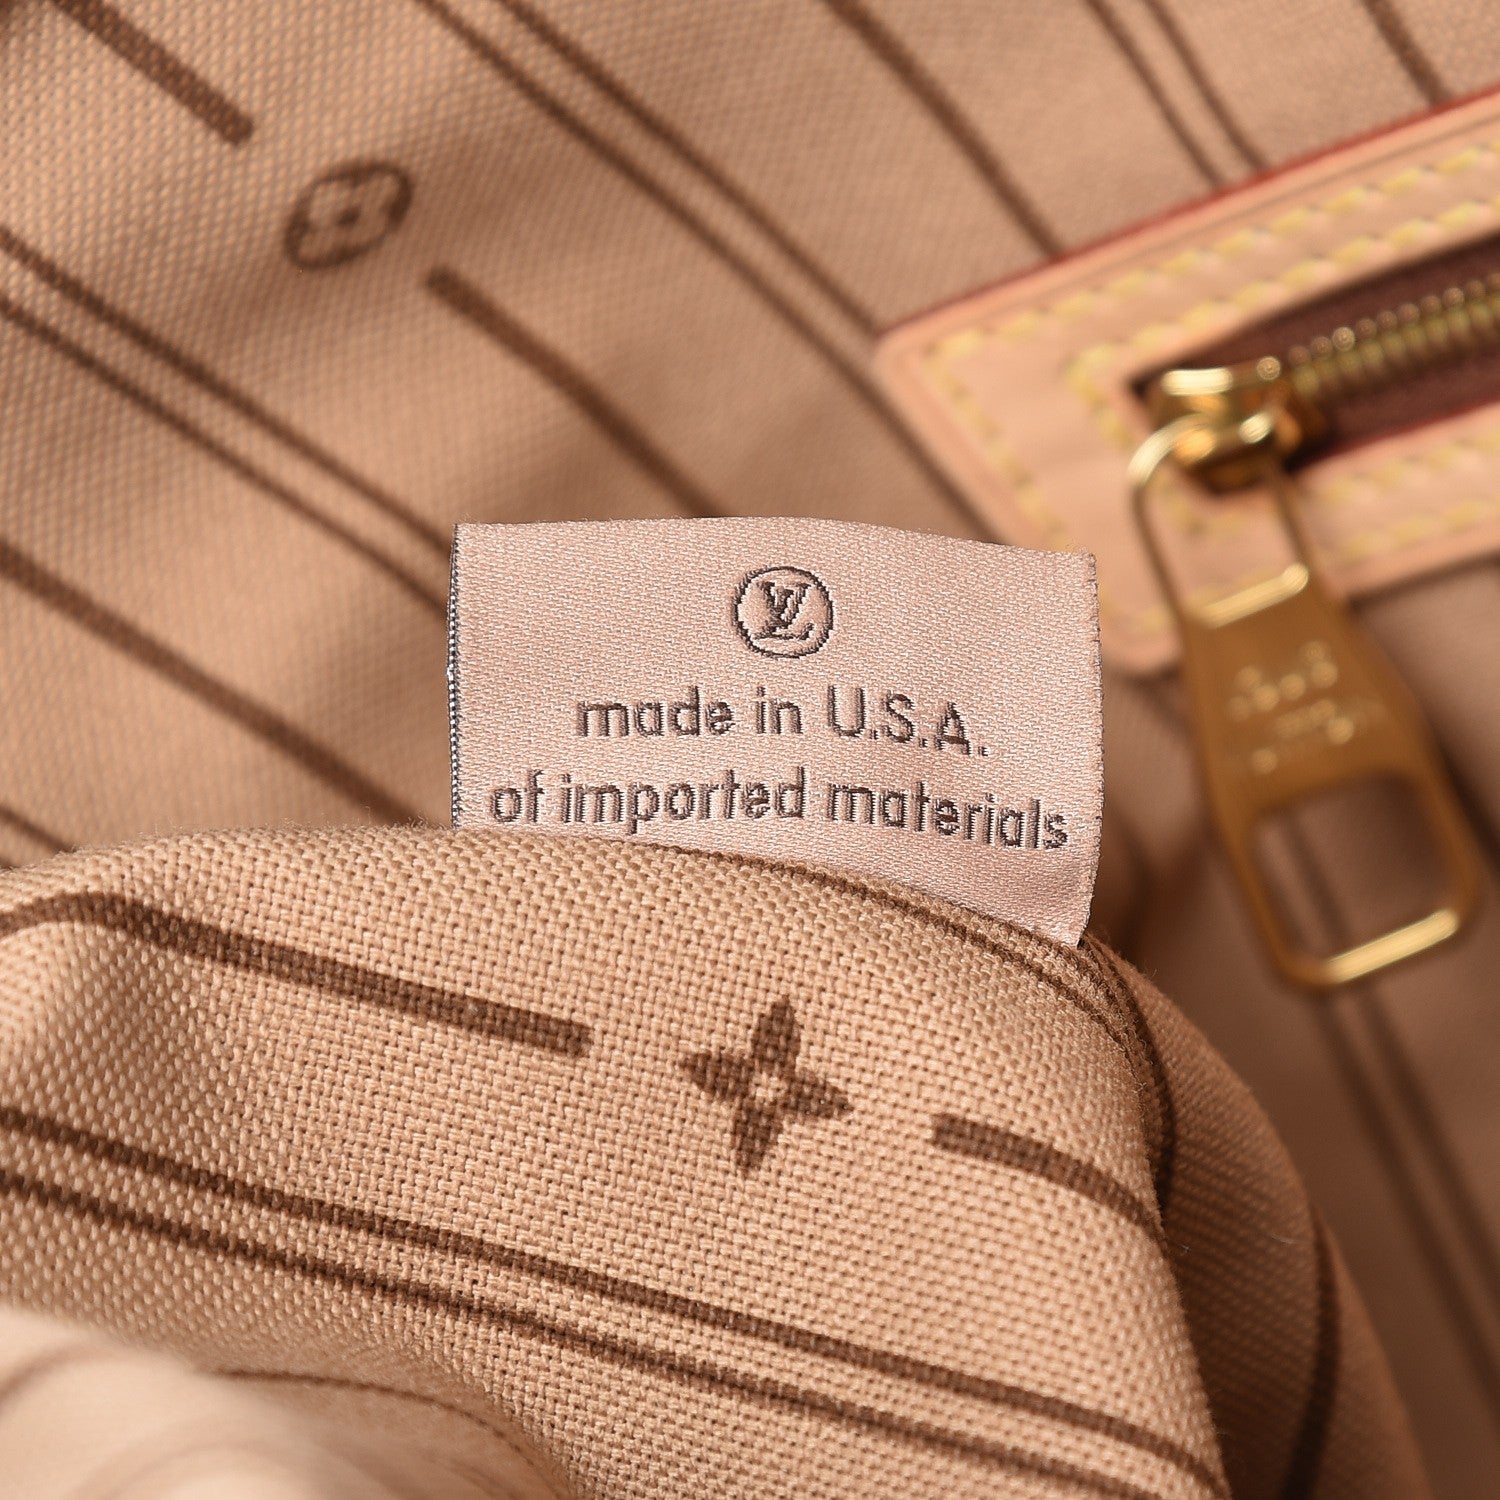 LV
made in U.S.A.
of imported materials